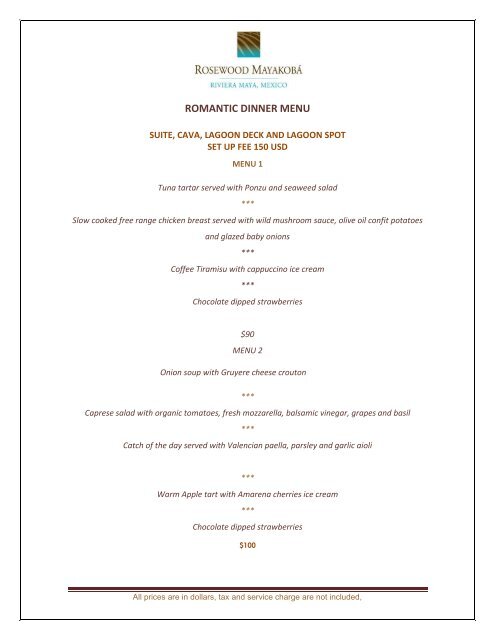 ROSEWOOD MAYAKOBÁ
RIVIERA MAYA, MEXICO
ROMANTIC DINNER MENU
SUITE, CAVA, LAGOON DECK AND LAGOON SPOT
SET UP FEE 150 USD
MENU 1
Tuna tartar served with Ponzu and seaweed salad
***
Slow cooked free range chicken breast served with wild mushroom sauce, olive oil confit potatoes
and glazed baby onions
***
Coffee Tiramisu with cappuccino ice cream
***
Chocolate dipped strawberries
$90
MENU 2
Onion soup with Gruyere cheese crouton
***
Caprese salad with organic tomatoes, fresh mozzarella, balsamic vinegar, grapes and basil
***
Catch of the day served with Valencian paella, parsley and garlic aioli
***
Warm Apple tart with Amarena cherries ice cream
***
Chocolate dipped strawberries
$100
All prices are in dollars, tax and service charge are not included,